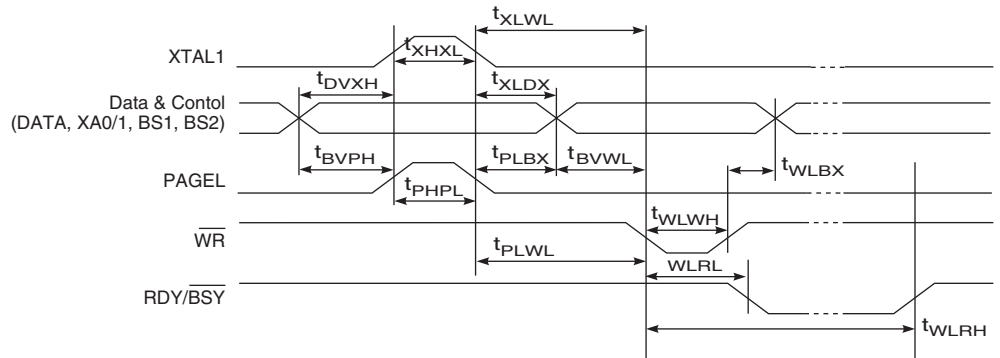 tXLWL
XTAL1
tXHXL
tDVXH
tXLDX
Data & Contol
(DATA, XA0/1, BS1, BS2)
tBVPH
tPLBX
tBVWL
tWLBX
PAGEL
tPHPL
tWLWH
WR
tPLWL
WLRL
RDY/BSY
tWLRH